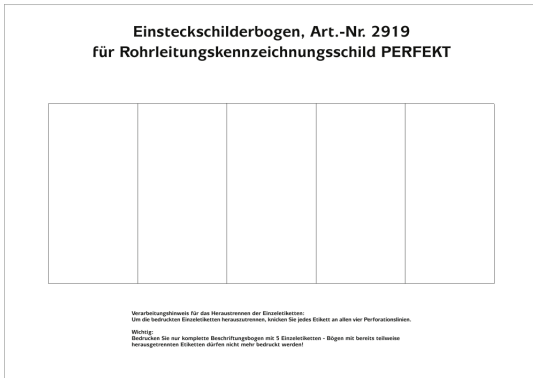 Einsteckschilderbogen, Art.-Nr. 2919
für Rohrleitungskennzeichnungsschild PERFEKT
Verarbeitungshinweis für das Heraustrennen der Einzeletiketten:
Um die bedruckten Einzeletiketten herauszutrennen, knicken Sie jedes Etikett an allen vier Perforationslinien.
Wichtig:
Bedrucken Sie nur komplette Beschriftungsbogen mit 5 Einzeletiketten - Bögen mit bereits teilweise
herausgetrennten Etiketten dürfen nicht mehr bedruckt werden!